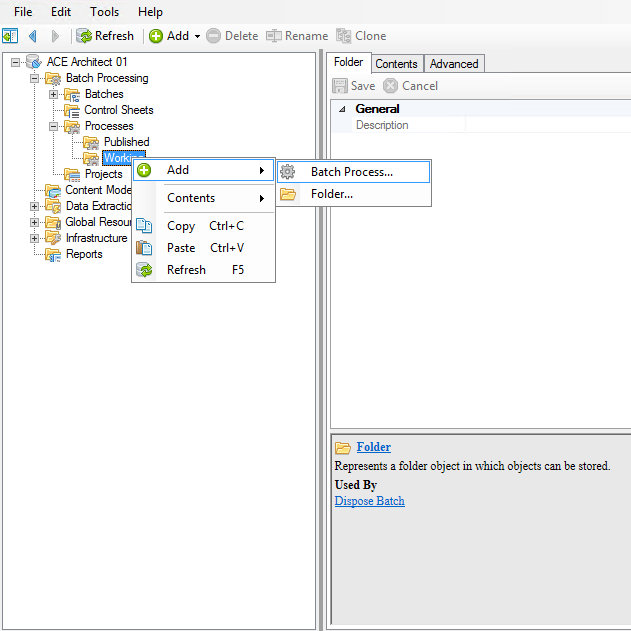 File Edit Tools Help
Refresh Add Delete Rename Clone
ACE Architect 01
Batch Processing
Batches
Control Sheets
Processes
Published
Working
Projects
Content Mode
Data Extractio
Global Resour
Infrastructure
Reports
Add
Contents
Copy Ctrl+C
Paste Ctrl+V
Refresh F5
Batch Process...
Folder...
Folder Contents Advanced
Save Cancel
General
Description
Folder
Represents a folder object in which objects can be stored.
Used By
Dispose Batch